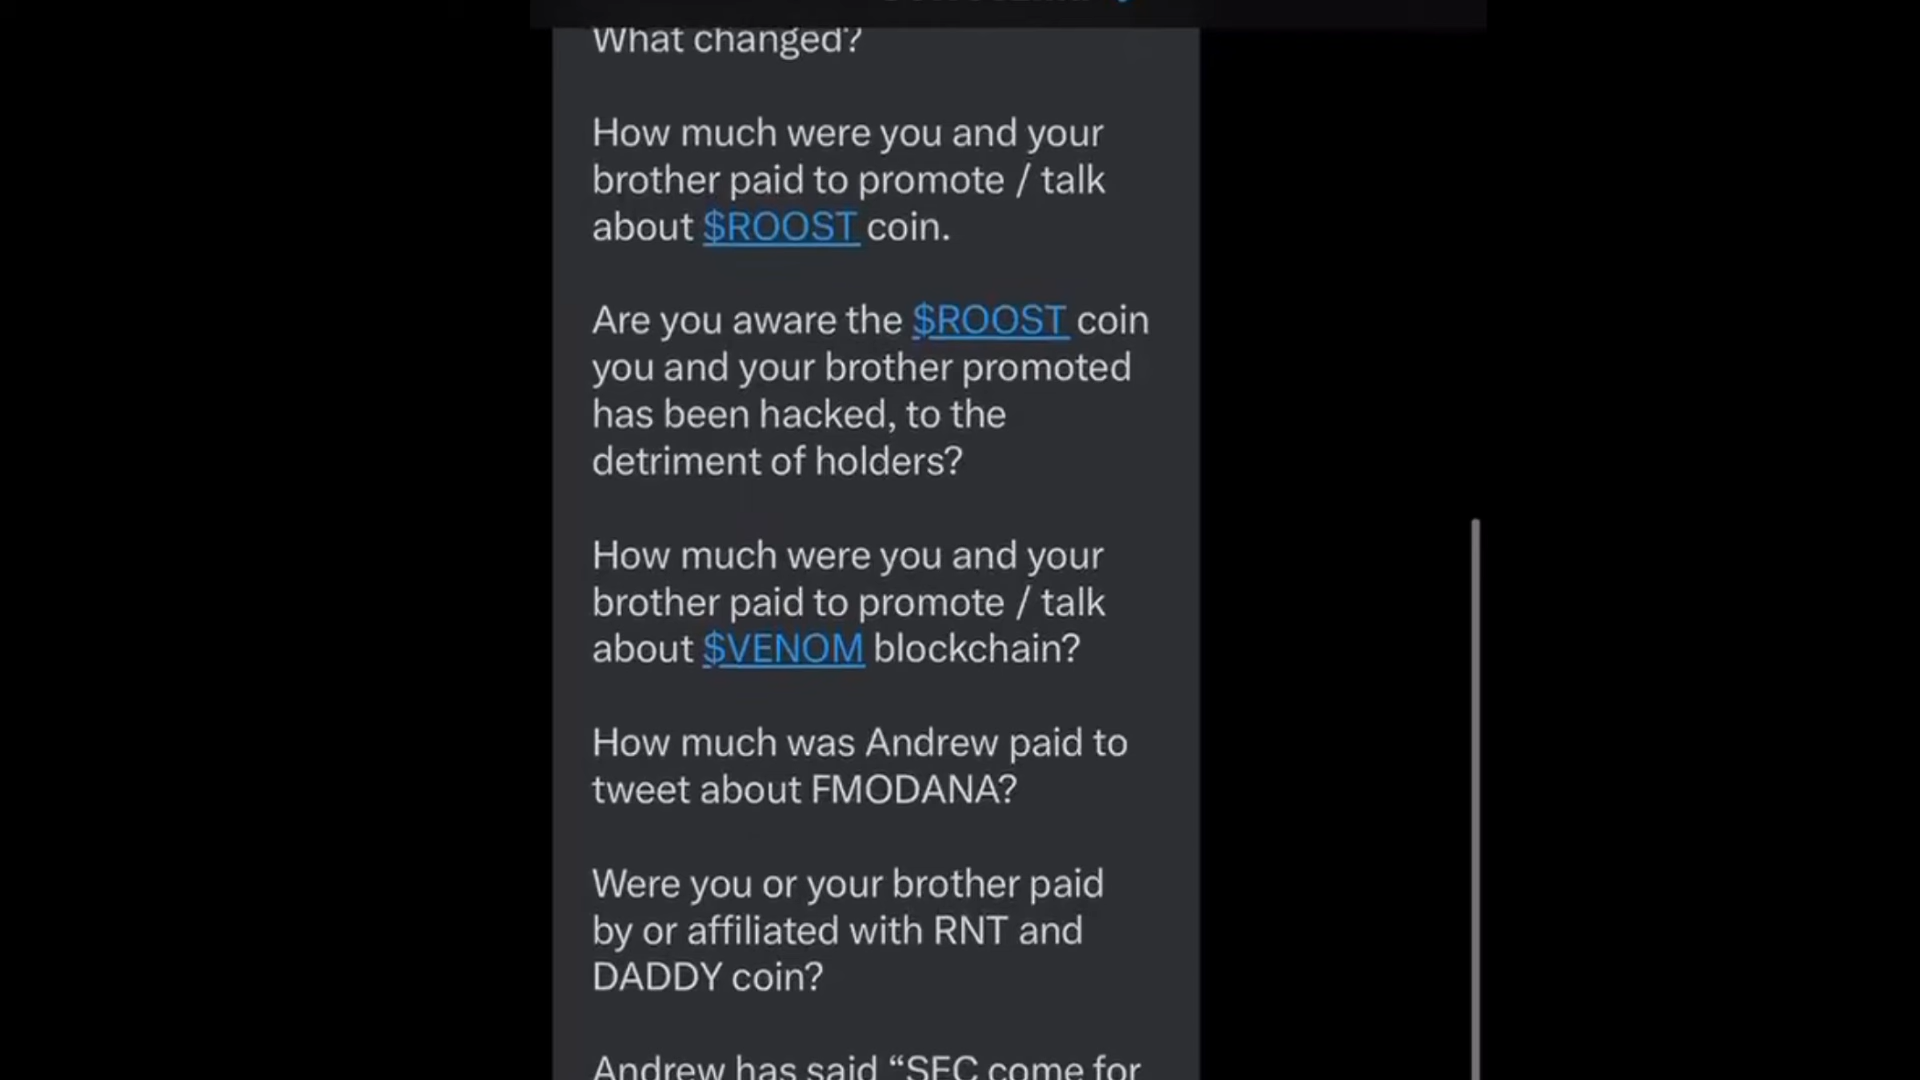 What changed?
How much were you and your
brother paid to promote / talk
about $ROOST coin.
Are you aware the $ROOST coin
you and your brother promoted
has been hacked, to the
detriment of holders?
How much were you and your
brother paid to promote / talk
about $VENOM blockchain?
How much was Andrew paid to
tweet about FMODANA?
Were you or your brother paid
by or affiliated with RNT and
DADDY coin?
Andrew has said “SEC come for